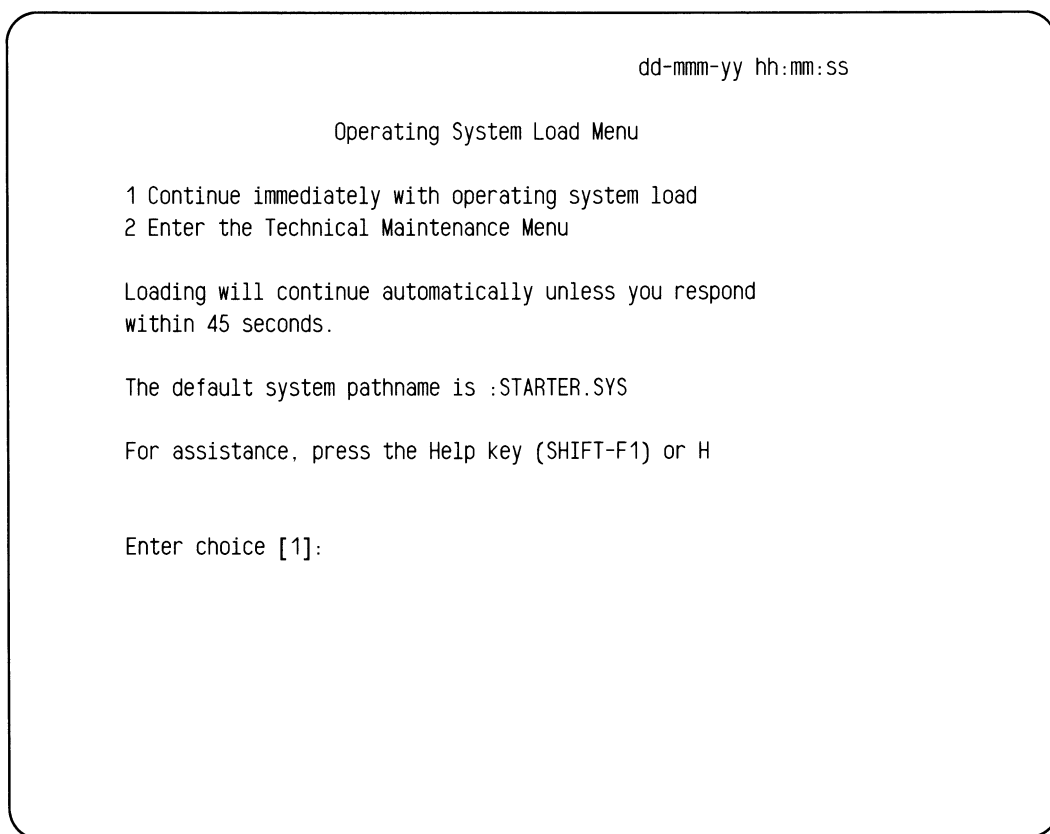 dd-mmm-yy hh:mm:ss
Operating System Load Menu
1 Continue immediately with operating system load
2 Enter the Technical Maintenance Menu
Loading will continue automatically unless you respond
within 45 seconds.
The default system pathname is :STARTER.SYS
For assistance, press the Help key (SHIFT-F1) or H
Enter choice [1]: